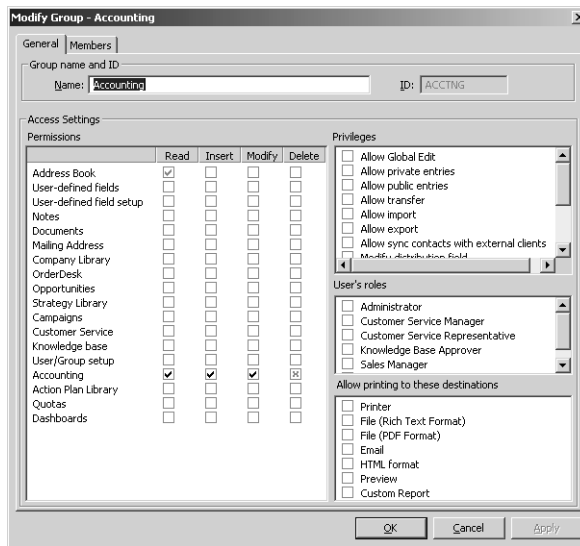 Modify Group - Accounting
General Members
Group name and ID
Name: Accounting ID: ACCTNG
Access Settings
Permissions
Read Insert Modify Delete
Address Book
User-defined fields
User-defined field setup
Notes
Documents
Mailing Address
Company Library
OrderDesk
Opportunities
Strategy Library
Campaigns
Customer Service
Knowledge base
User/Group setup
Accounting
Action Plan Library
Quotas
Dashboards
Privileges
Allow Global Edit
Allow private entries
Allow public entries
Allow transfer
Allow import
Allow export
Allow sync contacts with external clients
Modify distribution field
User's roles
Administrator
Customer Service Manager
Customer Service Representative
Knowledge Base Approver
Sales Manager
Allow printing to these destinations
Printer
File (Rich Text Format)
File (PDF Format)
Email
HTML format
Preview
Custom Report
OK Cancel Apply